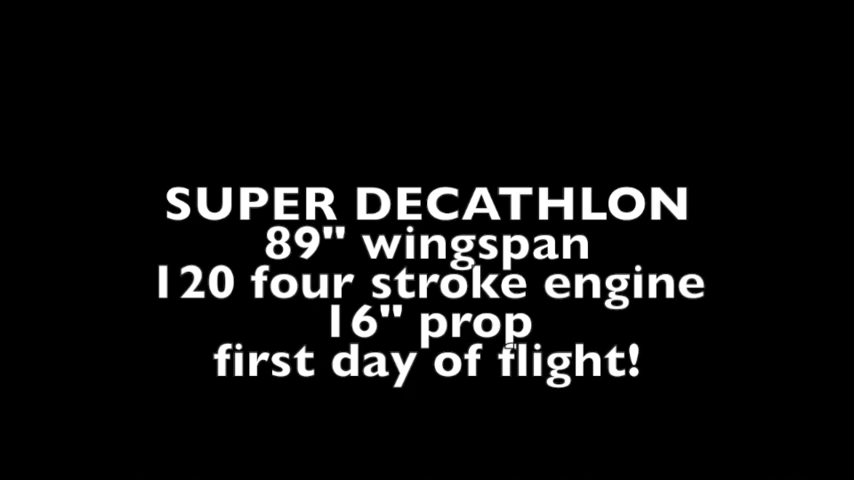 SUPER DECATHLON
89" wingspan
120 four stroke engine
16" prop
first day of flight!